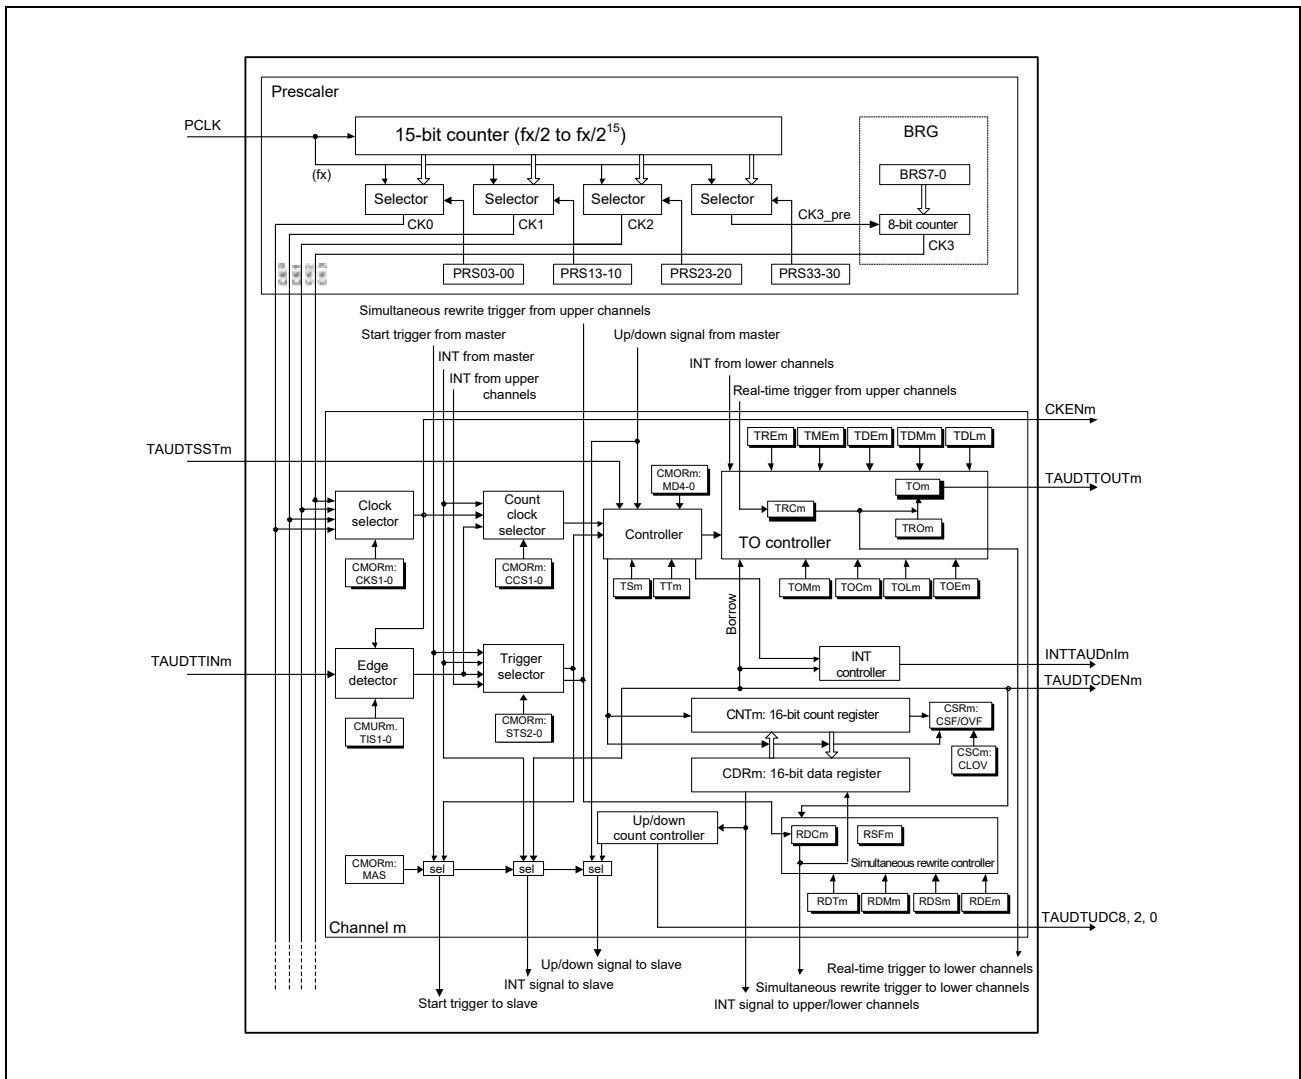 Prescaler
PCLK
15-bit counter (fx/2 to fx/2^15)
BRG
BRS7-0
(fx)
Selector
Selector
Selector
Selector
CK0
CK1
CK2
CK3_pre
8-bit counter
CK3
PRS03-00
PRS13-10
PRS23-20
PRS33-30
Simultaneous rewrite trigger from upper channels
Start trigger from master
Up/down signal from master
INT from master
INT from lower channels
INT from upper
channels
Real-time trigger from upper channels
CKENm
TREm
TMEm
TDEm
TDMm
TDLm
TAUDTSSTm
CMORm:
MD4-0
TOm
TAUDTTOUTm
Clock
selector
Count
clock
selector
TRCm
TROm
Controller
TO controller
CMORm:
CKS1-0
CMORm:
CCS1-0
TSm
TTm
TOMm
TOCm
TOLm
TOEm
Borrow
TAUDTTINm
Edge
detector
Trigger
selector
INT
controller
INTTAUDnIm
TAUDTCDENm
CMURm.
TIS1-0
CMORm:
STS2-0
CNTm: 16-bit count register
CSRm:
CSF/OVF
CSCm:
CLOV
CDRm: 16-bit data register
Up/down
count controller
RDCm
RSFm
Simultaneous rewrite controller
CMORm:
MAS
sel
sel
sel
RDTm
RDMm
RDSm
RDEm
Channel m
TAUDTUDC8, 2, 0
Up/down signal to slave
Real-time trigger to lower channels
INT signal to slave
Simultaneous rewrite trigger to lower channels
Start trigger to slave
INT signal to upper/lower channels